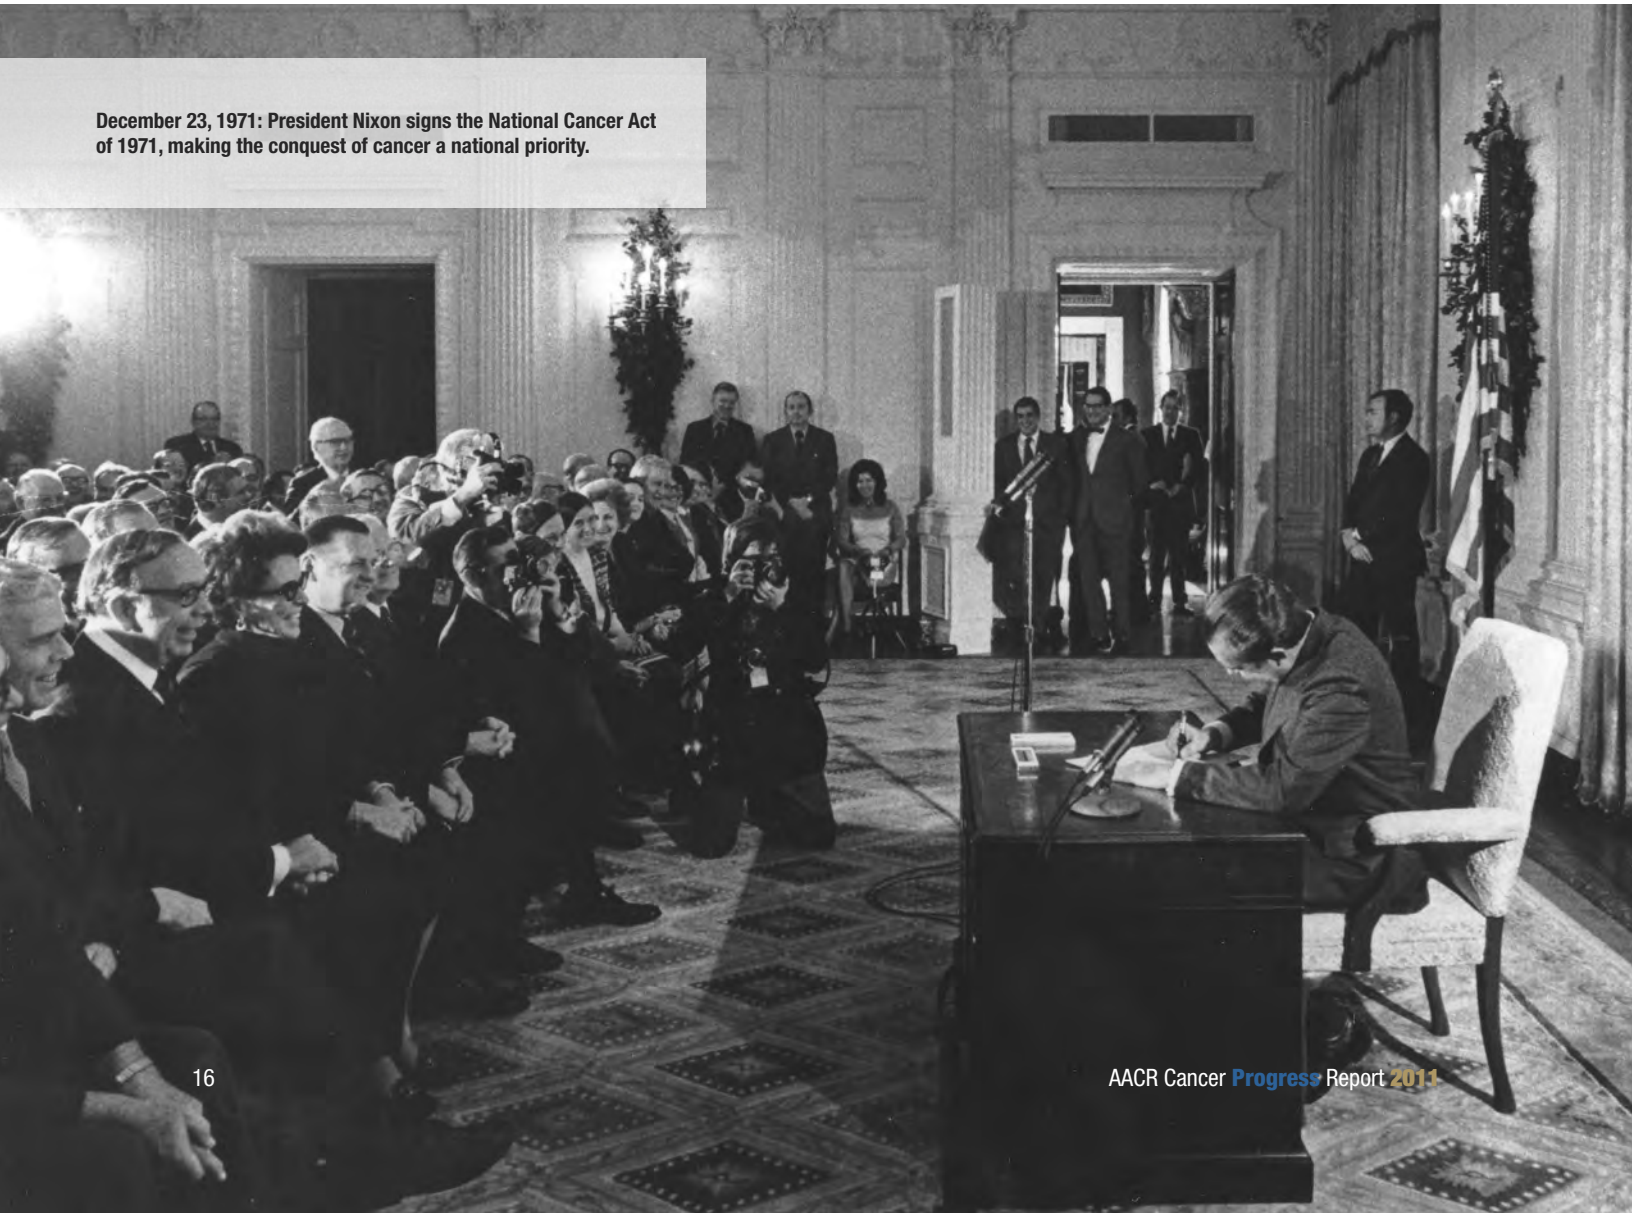 December 23, 1971: President Nixon signs the National Cancer Act
of 1971, making the conquest of cancer a national priority.
16
AACR Cancer Progress Report 2011